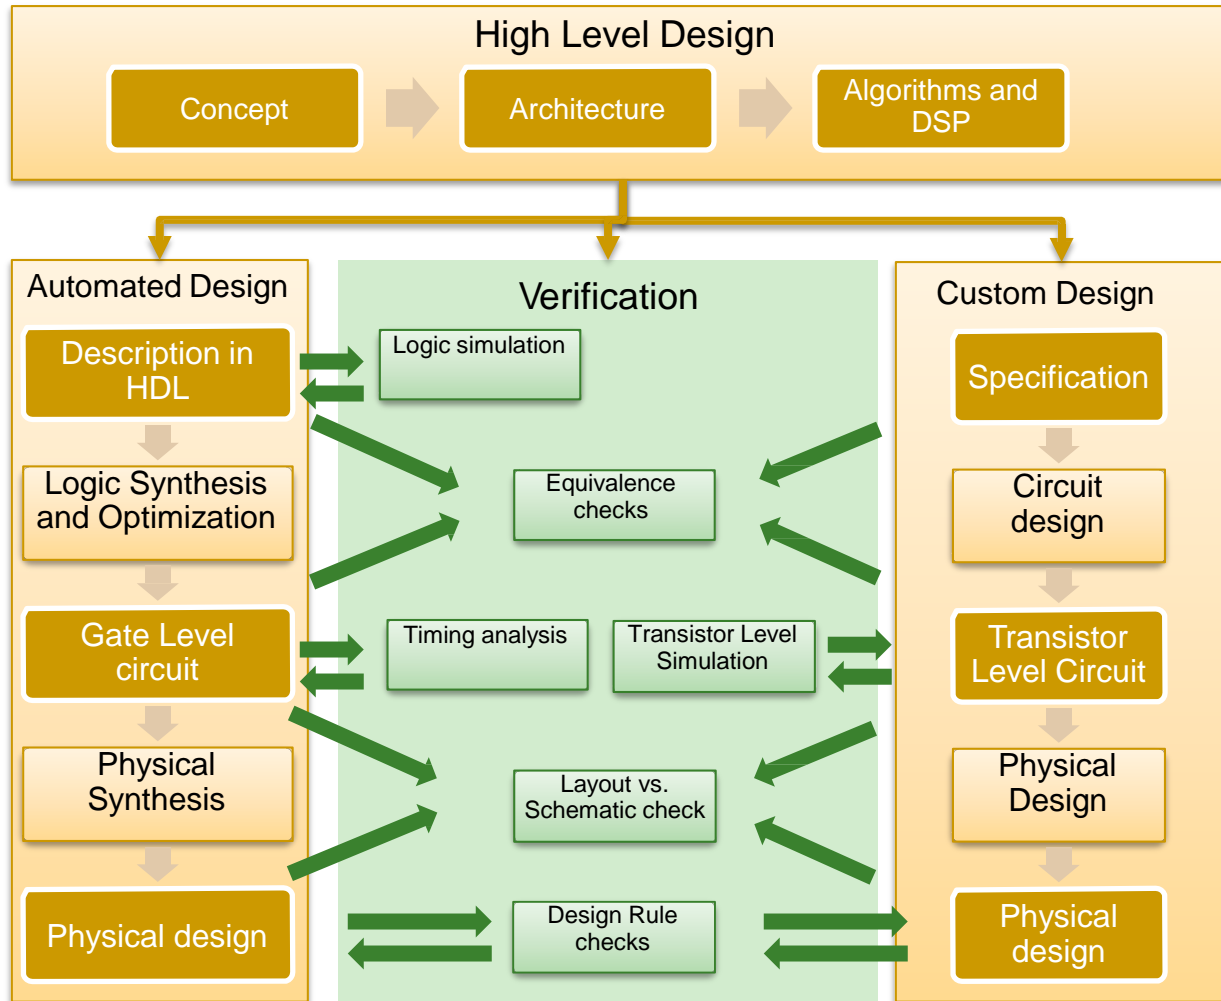 High Level Design
Concept
Architecture
Algorithms and
DSP
Automated Design
Description in
HDL
Logic Synthesis
and Optimization
Gate Level
circuit
Physical
Synthesis
Physical design
Verification
Logic simulation
Equivalence
checks
Timing analysis
Transistor Level
Simulation
Layout vs.
Schematic check
Design Rule
checks
Custom Design
Specification
Circuit
design
Transistor
Level Circuit
Physical
Design
Physical
design